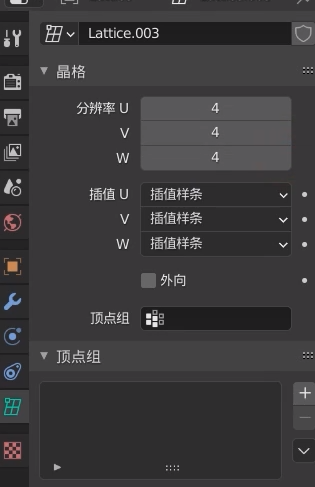 Lattice.003
晶格
分辨率 U 4
V 4
W 4
插值 U 插值样条
V 插值样条
W 插值样条
外向
顶点组
顶点组